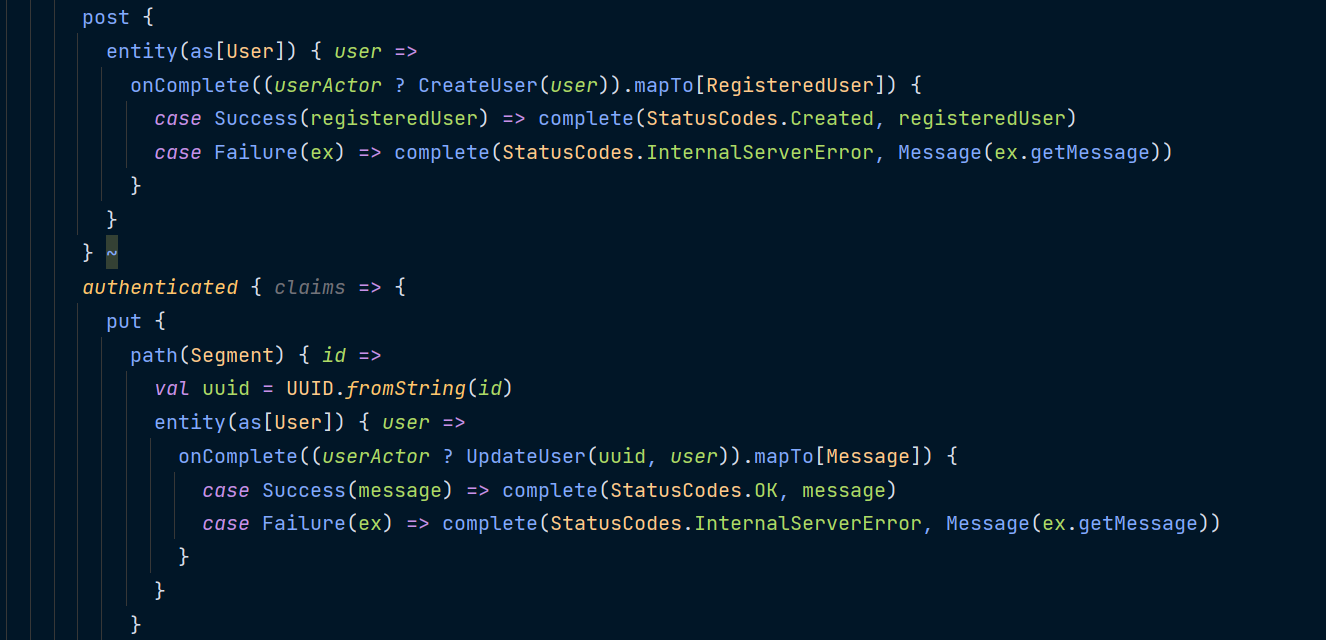 post {
entity(as[User]) { user =>
onComplete((userActor ? CreateUser(user)).mapTo[RegisteredUser]) {
case Success(registeredUser) => complete(StatusCodes.Created, registeredUser)
case Failure(ex) => complete(StatusCodes.InternalServerError, Message(ex.getMessage))
}
}
} ~
authenticated { claims => {
put {
path(Segment) { id =>
val uuid = UUID.fromString(id)
entity(as[User]) { user =>
onComplete((userActor ? UpdateUser(uuid, user)).mapTo[Message]) {
case Success(message) => complete(StatusCodes.OK, message)
case Failure(ex) => complete(StatusCodes.InternalServerError, Message(ex.getMessage))
}
}
}